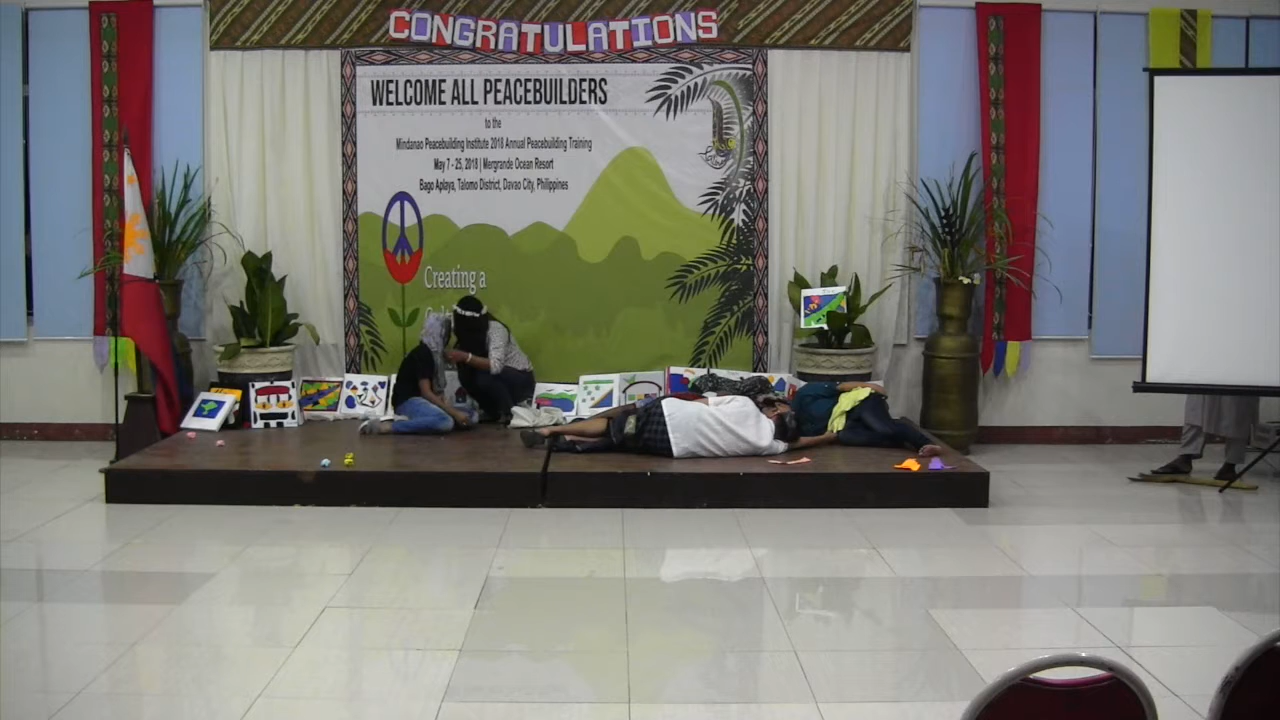 CONGRATULATIONS
WELCOME ALL PEACEBUILDERS
to the
Mindanao Peacebuilding Institute 2018 Annual Peacebuilding Training
May 7 - 25, 2018 | Mergrande Ocean Resort
Bago Aplaya, Talomo District, Davao City, Philippines
Creating a